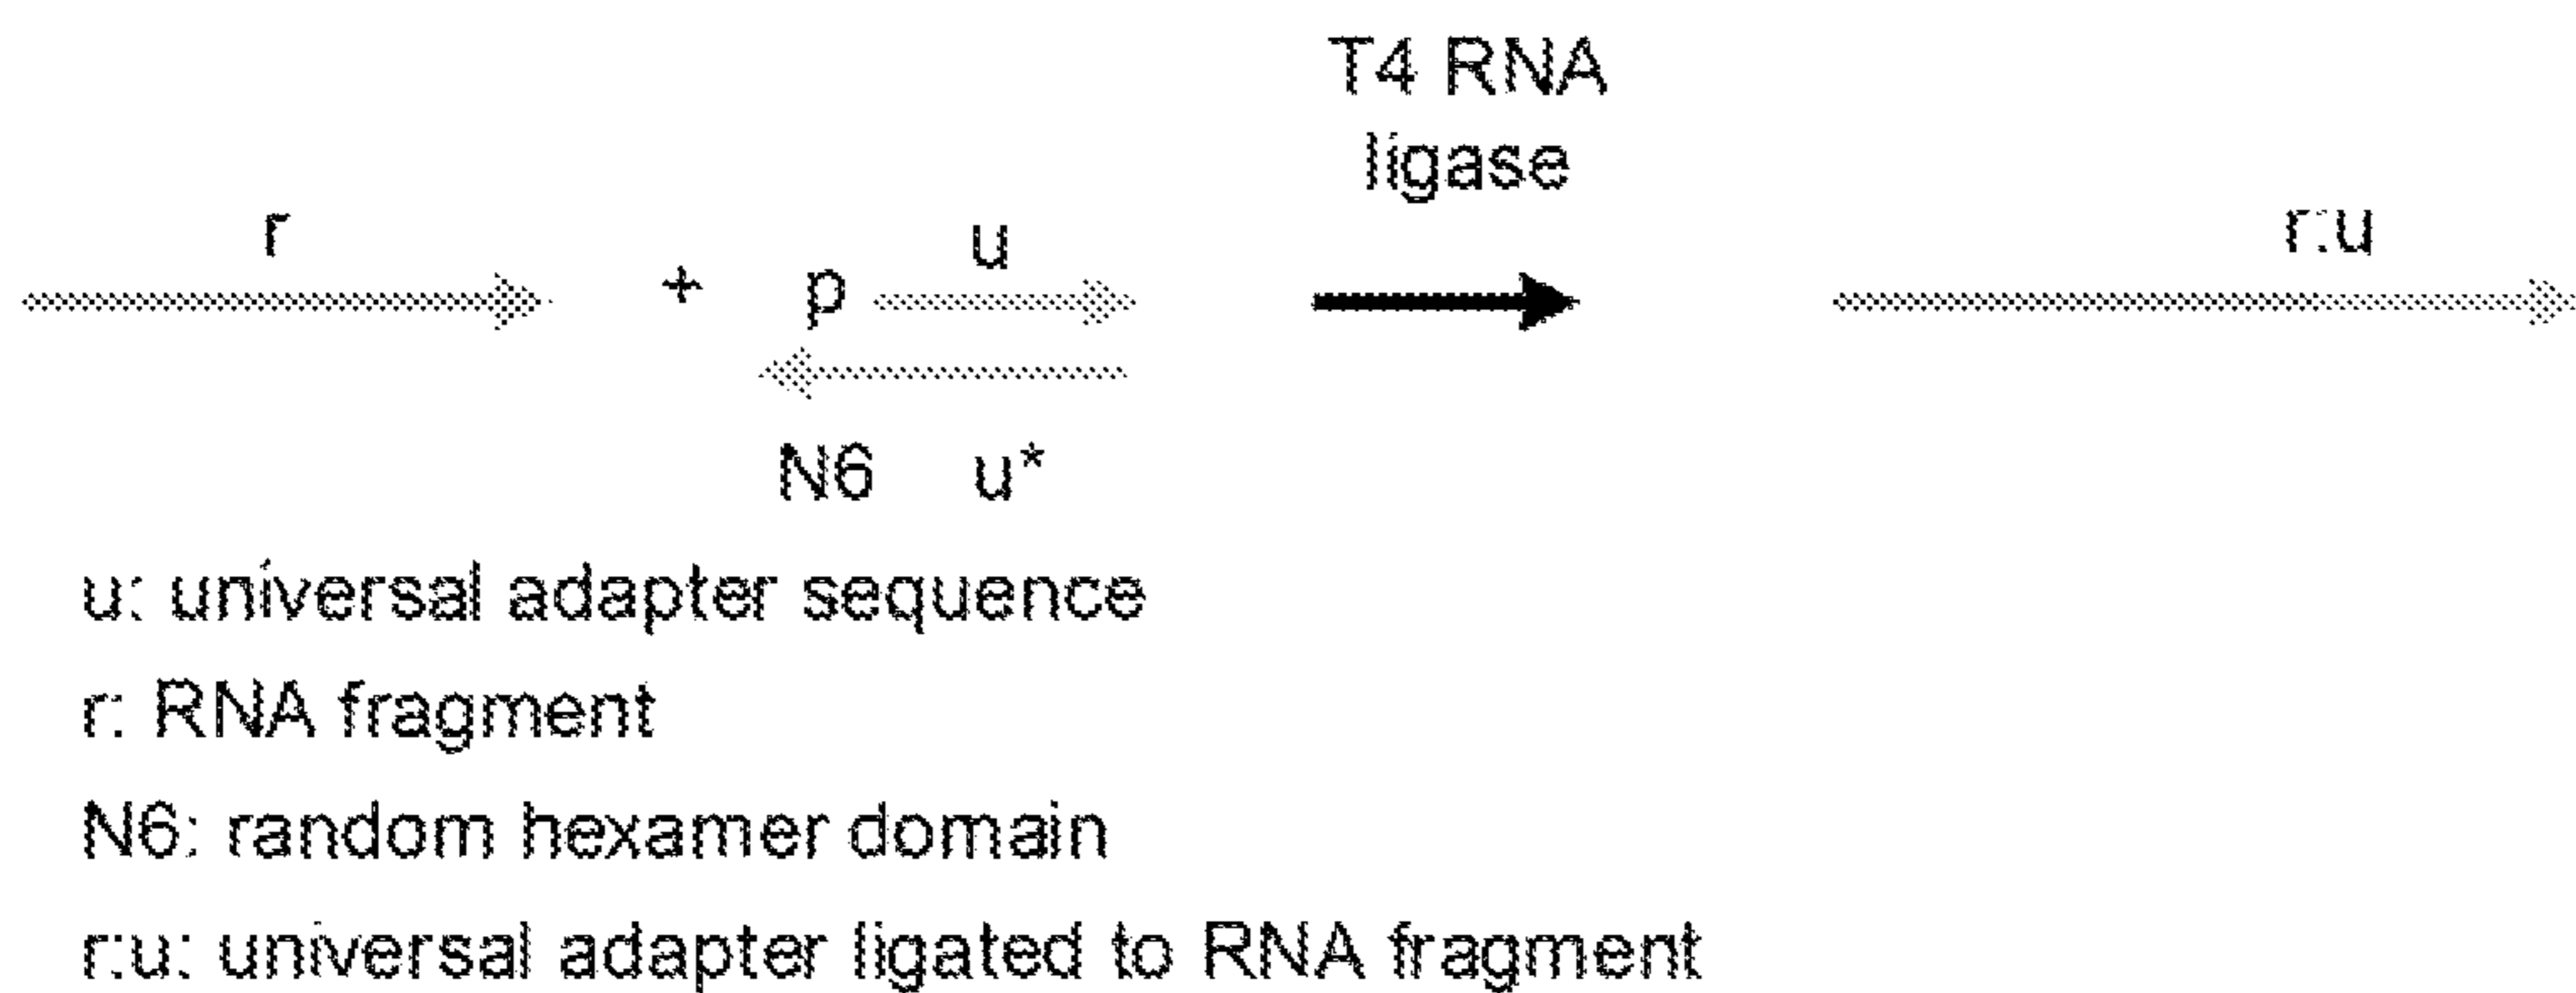 T4 RNA
ligase
r
+ p u
r:u
N6 u*
u: universal adapter sequence
r: RNA fragment
N6: random hexamer domain
r:u: universal adapter ligated to RNA fragment